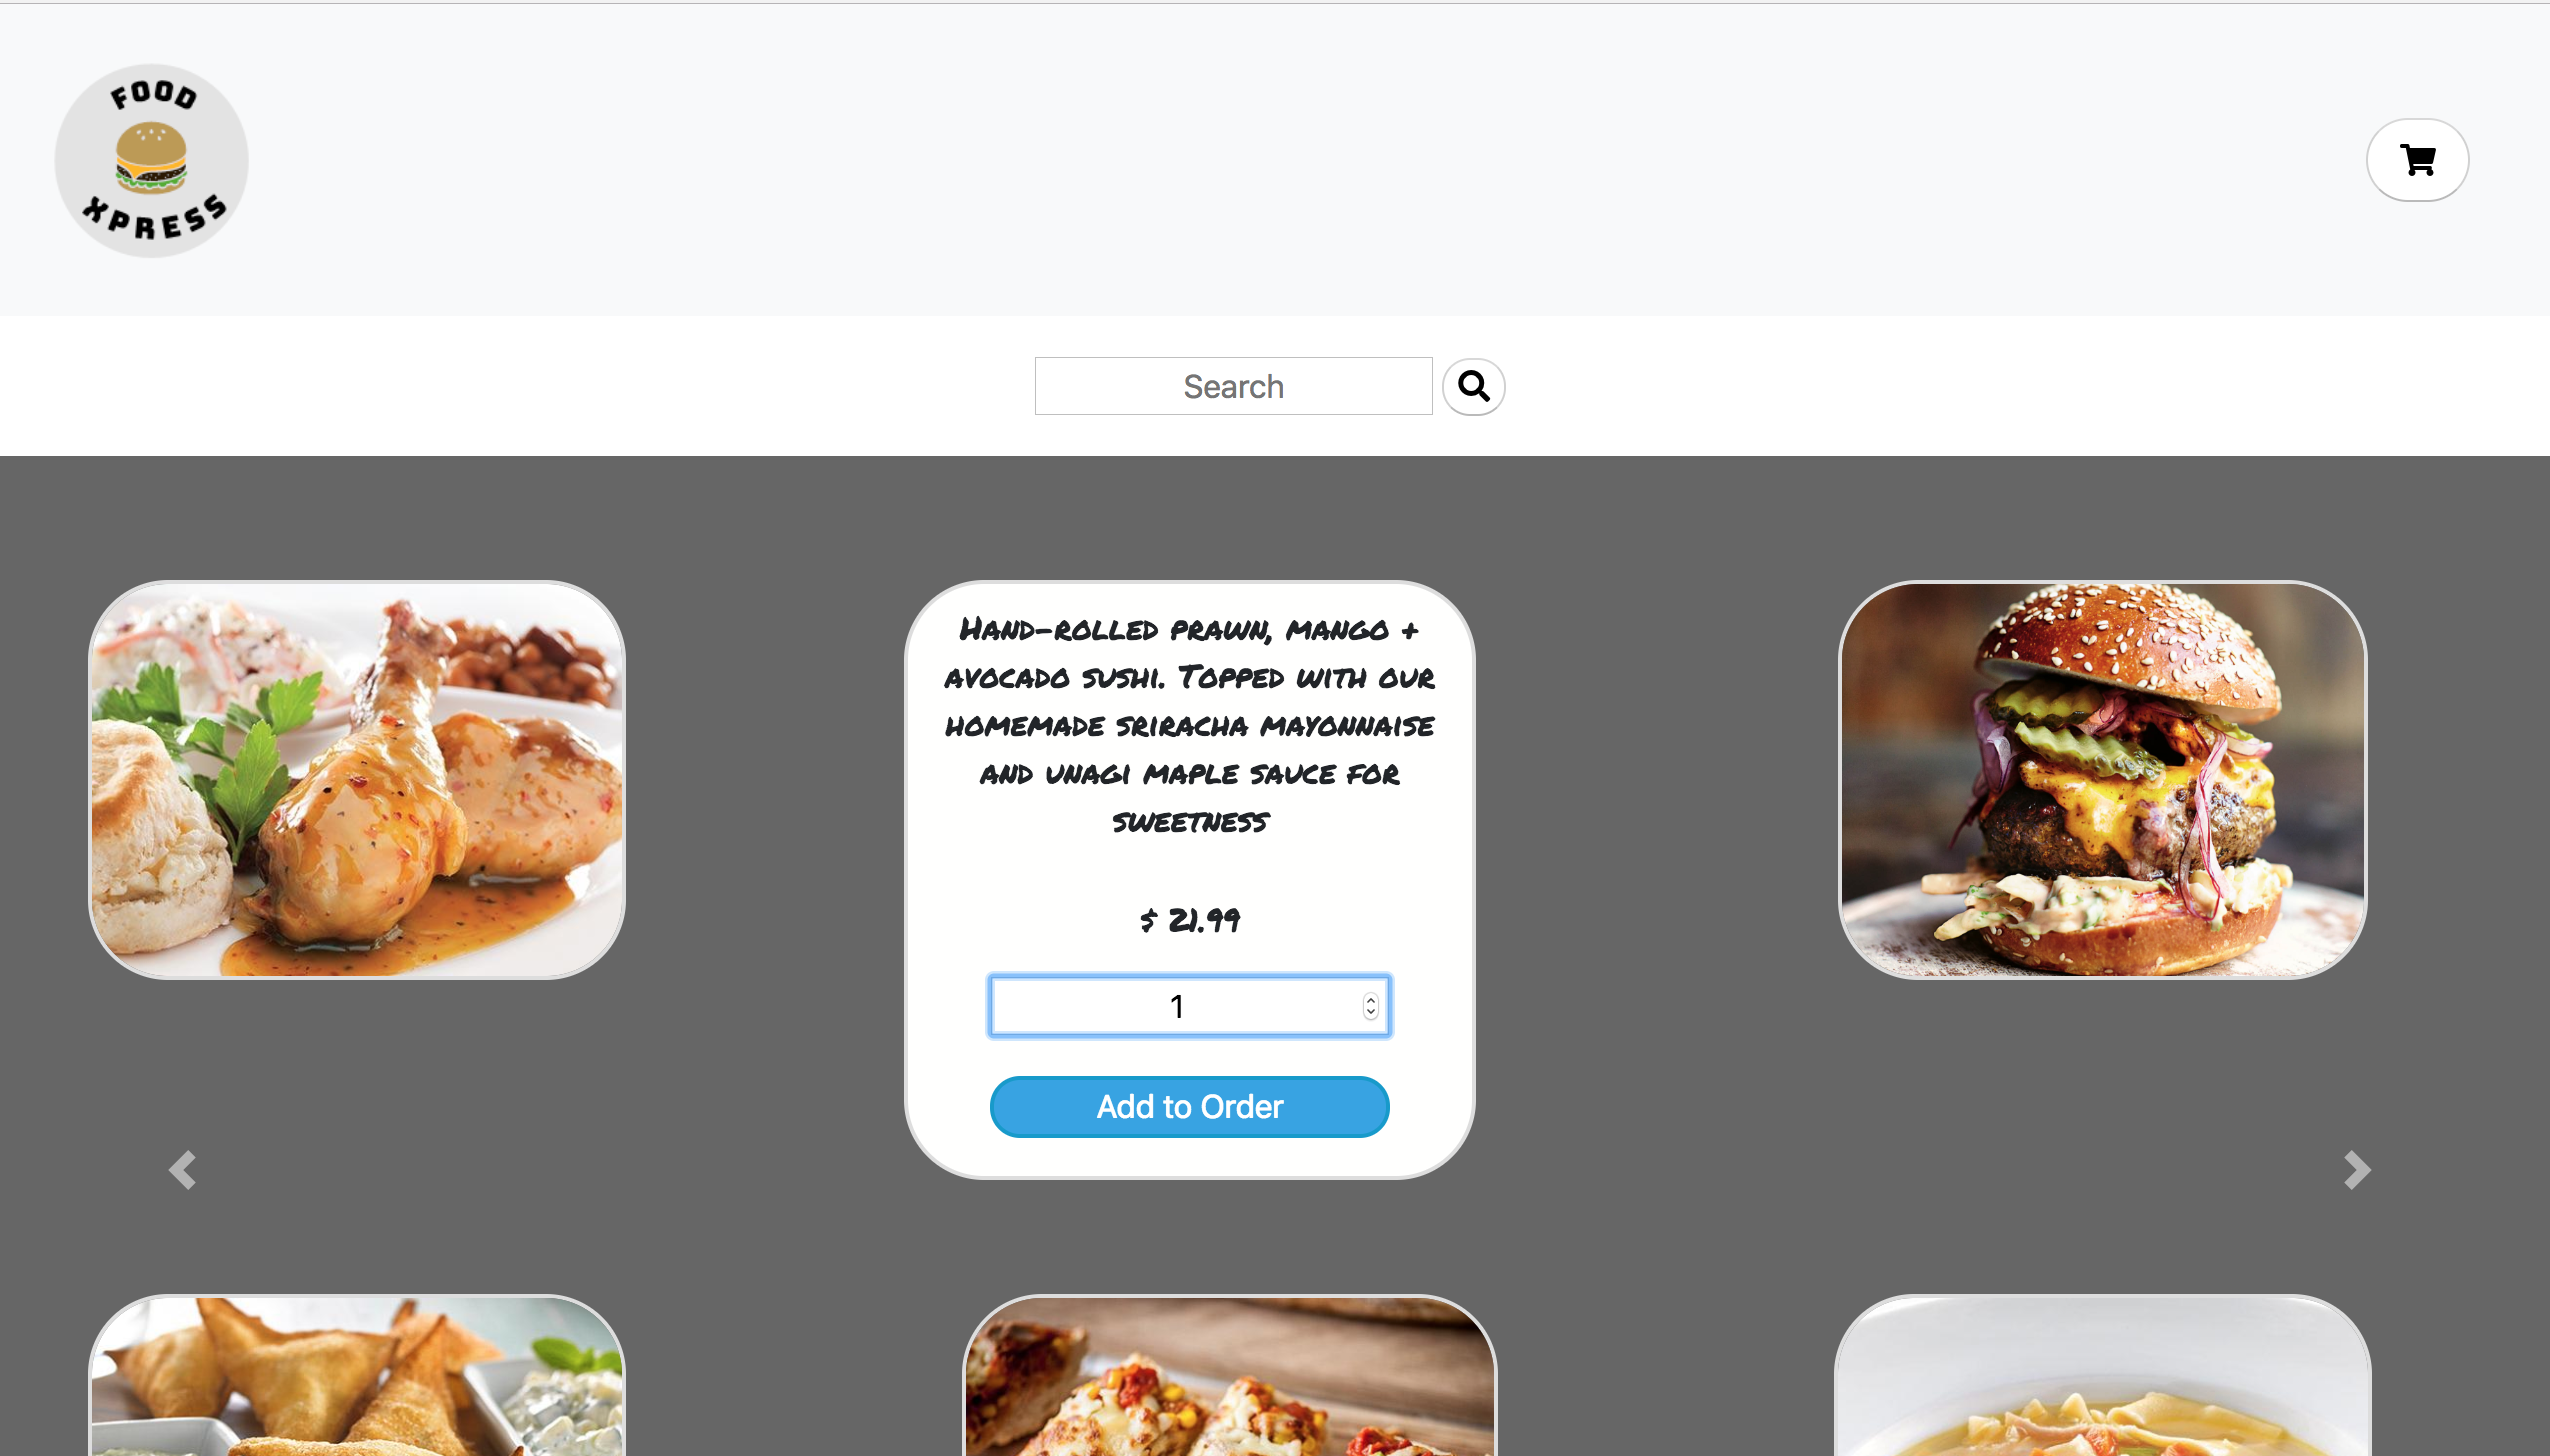 FOOD
XPRESS
Search
Hand-rolled prawn, mango +
avocado sushi. Topped with our
homemade sriracha mayonnaise
and unagi maple sauce for
sweetness
$ 21.99
1
Add to Order